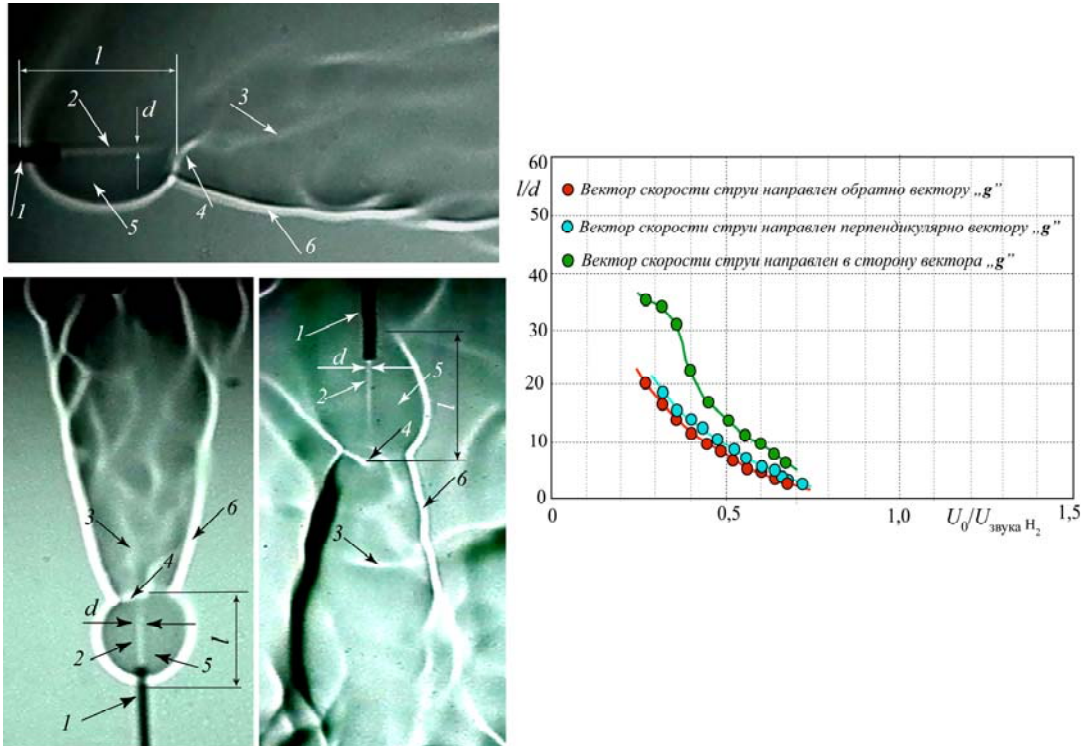 l
2
d
3
1
5
4
6
3
6
4
d
l
2
5
1
1
d
2
5
l
4
6
3
60
l/d
50
40
30
20
10
0
0,5
1,0
1,5
U₀/U звука H₂
Вектор скорости струи направлен обратно вектору „g”
Вектор скорости струи направлен перпендикулярно вектору „g”
Вектор скорости струи направлен в сторону вектора „g”